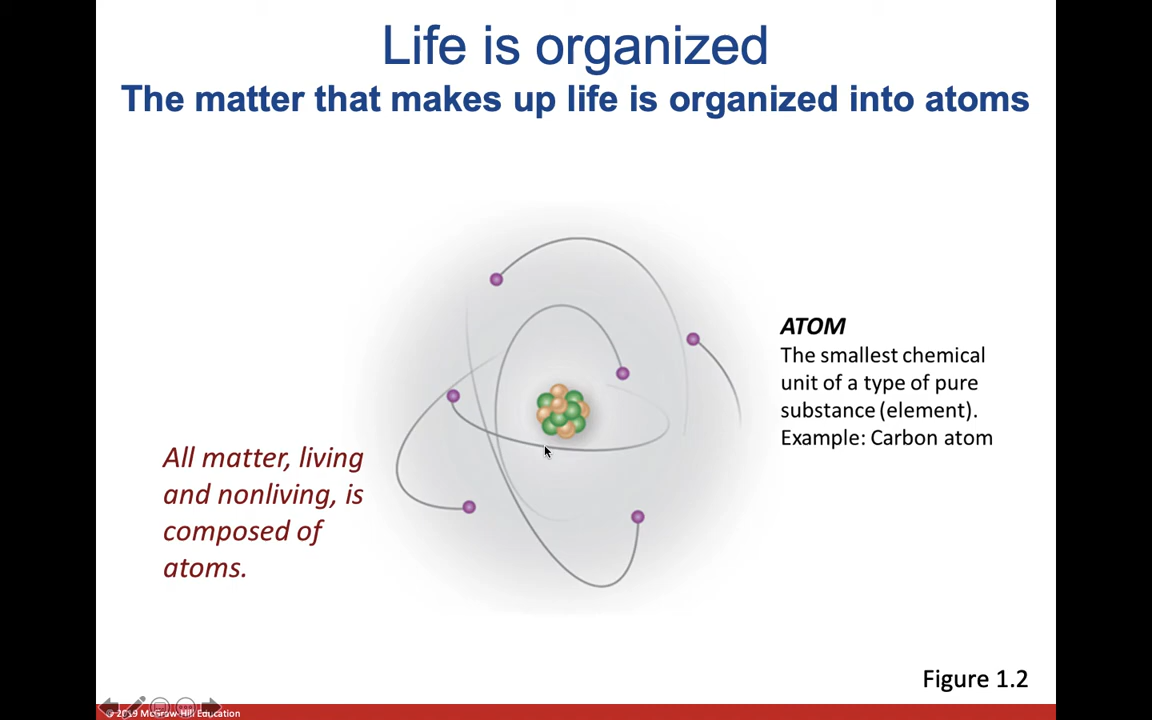 Life is organized
The matter that makes up life is organized into atoms
ATOM
The smallest chemical
unit of a type of pure
substance (element).
Example: Carbon atom
All matter, living
and nonliving, is
composed of
atoms.
Figure 1.2
© 2019 McGraw-Hill Education